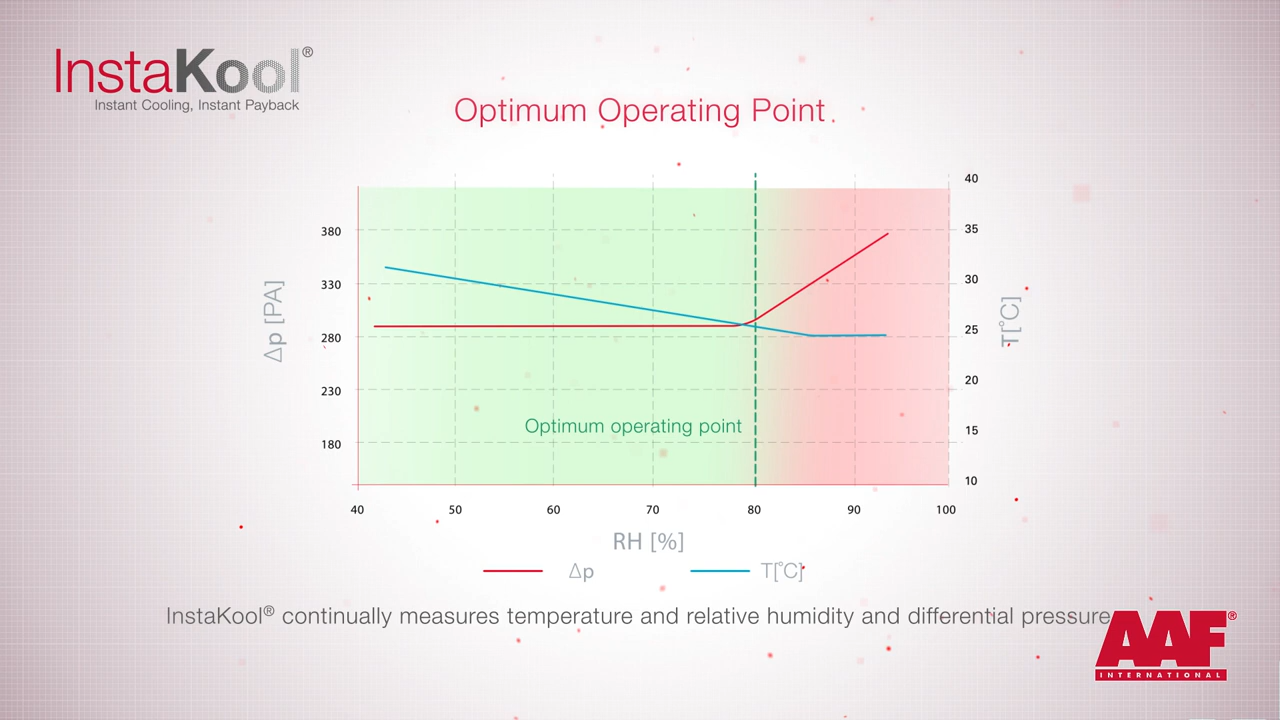 InstaKool®
Instant Cooling, Instant Payback
Optimum Operating Point
40
380
35
330
30
Δp [PA]
T[°C]
280
25
230
20
Optimum operating point
180
15
10
40 50 60 70 80 90 100
RH [%]
Δp T[°C]
InstaKool® continually measures temperature and relative humidity and differential pressure
AAF®
INTERNATIONAL